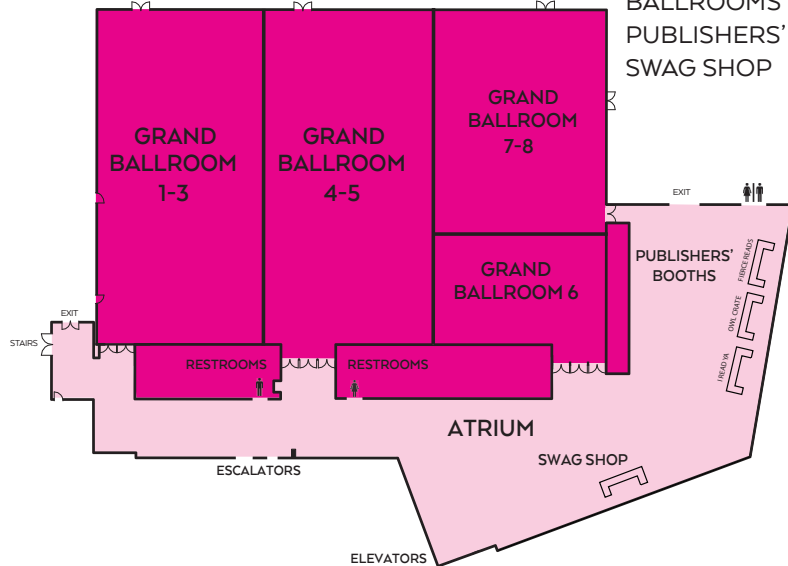 BALLROOMS
PUBLISHERS'
SWAG SHOP
GRAND
BALLROOM
1-3
GRAND
BALLROOM
4-5
GRAND
BALLROOM
7-8
GRAND
BALLROOM 6
EXIT
PUBLISHERS'
BOOTHS
FIERCE READS
OWL CRATE
I READ YA
EXIT
STAIRS
RESTROOMS
RESTROOMS
ATRIUM
ESCALATORS
SWAG SHOP
ELEVATORS